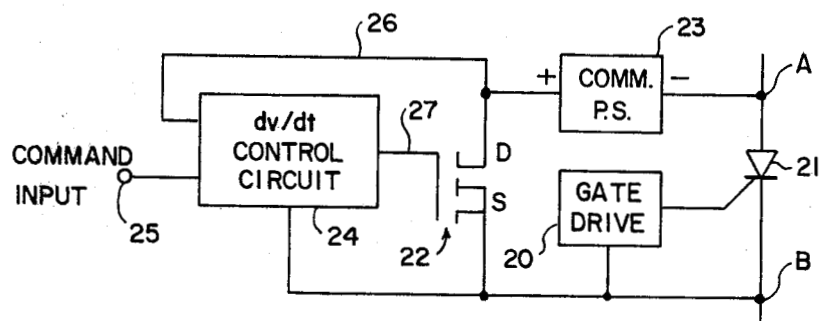 26
23
A
+
COMM.
P.S.
−
dv/dt
CONTROL
CIRCUIT
27
D
21
COMMAND
INPUT
25
S
GATE
DRIVE
24
22
20
B